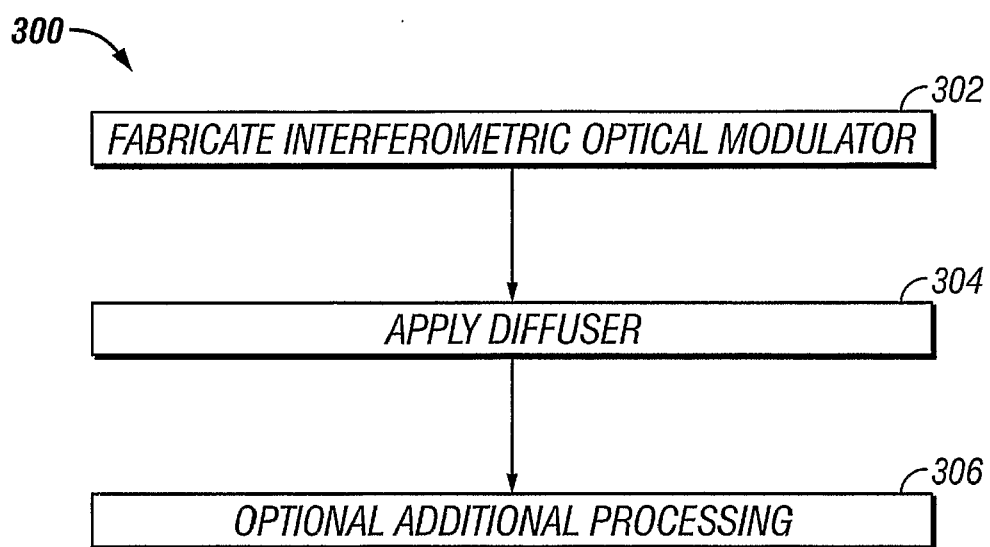 300
302
FABRICATE INTERFEROMETRIC OPTICAL MODULATOR
304
APPLY DIFFUSER
306
OPTIONAL ADDITIONAL PROCESSING